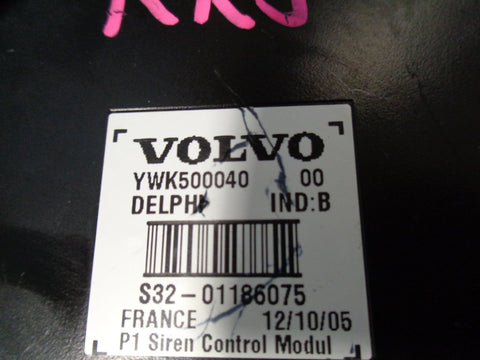 VOLVO
YWK500040 00
DELPHI IND:B
S32-01186075
FRANCE 12/10/05
P1 Siren Control Modul